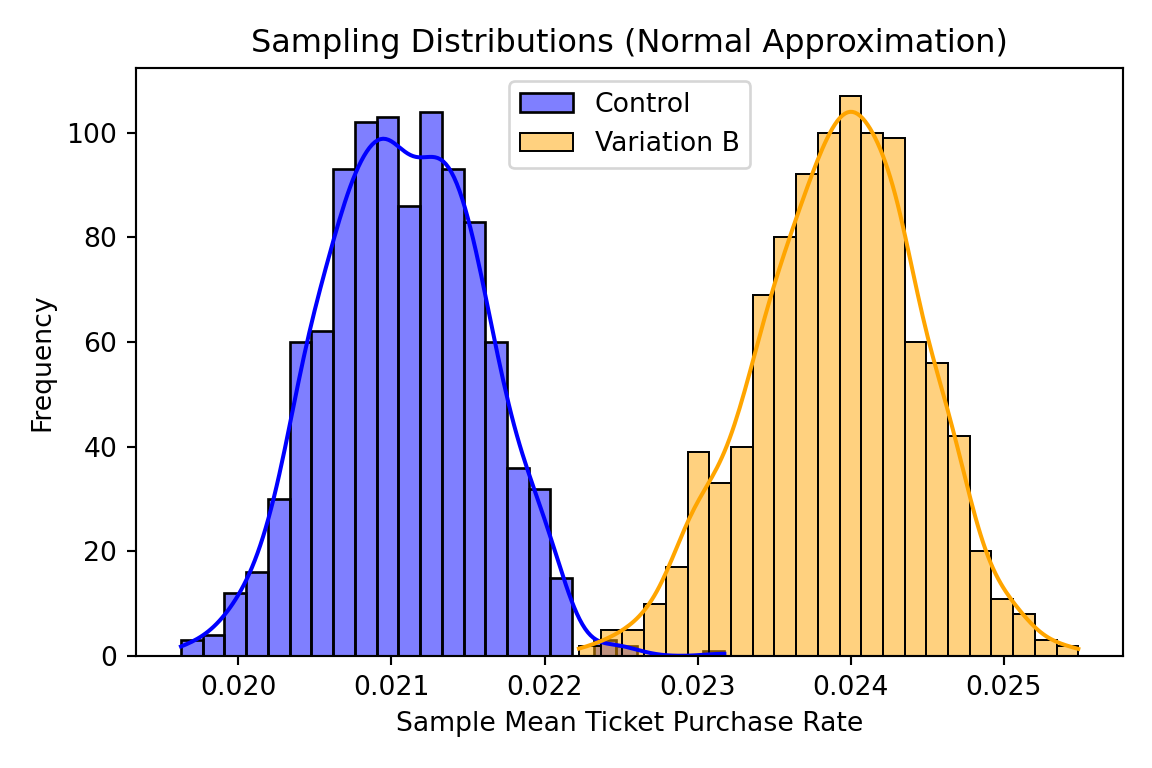 Sampling Distributions (Normal Approximation)
Control
Variation B
100
80
60
40
20
0
Frequency
0.020 0.021 0.022 0.023 0.024 0.025
Sample Mean Ticket Purchase Rate